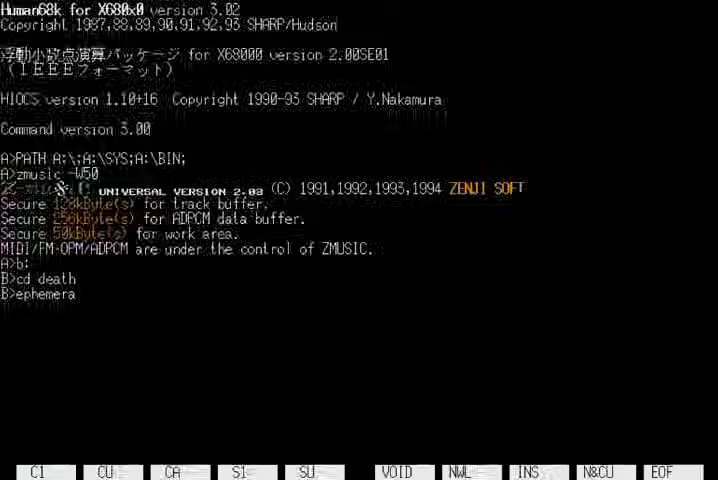 Human68k for X680x0 version 3.02
Copyright 1987,88,89,90,91,92,93 SHARP/Hudson
浮動小数点演算パッケージ for X68000 version 2.00SE01
（ＩＥＥＥフォーマット）
HIOCS version 1.10+16 Copyright 1990-93 SHARP / Y.Nakamura
Command version 3.00
A>PATH A:\;A:\SYS;A:\BIN;
A>zmusic -W50
UNIVERSAL VERSION 2.03 (C) 1991,1992,1993,1994 ZENJI SOFT
Secure 128kByte(s) for track buffer.
Secure 256kByte(s) for ADPCM data buffer.
Secure 50kByte(s) for work area.
MIDI/FM-OPM/ADPCM are under the control of ZMUSIC.
A>b:
B>cd death
B>ephemera
C1 CU CA S1 SU VOID NWL INS N&CU EOF